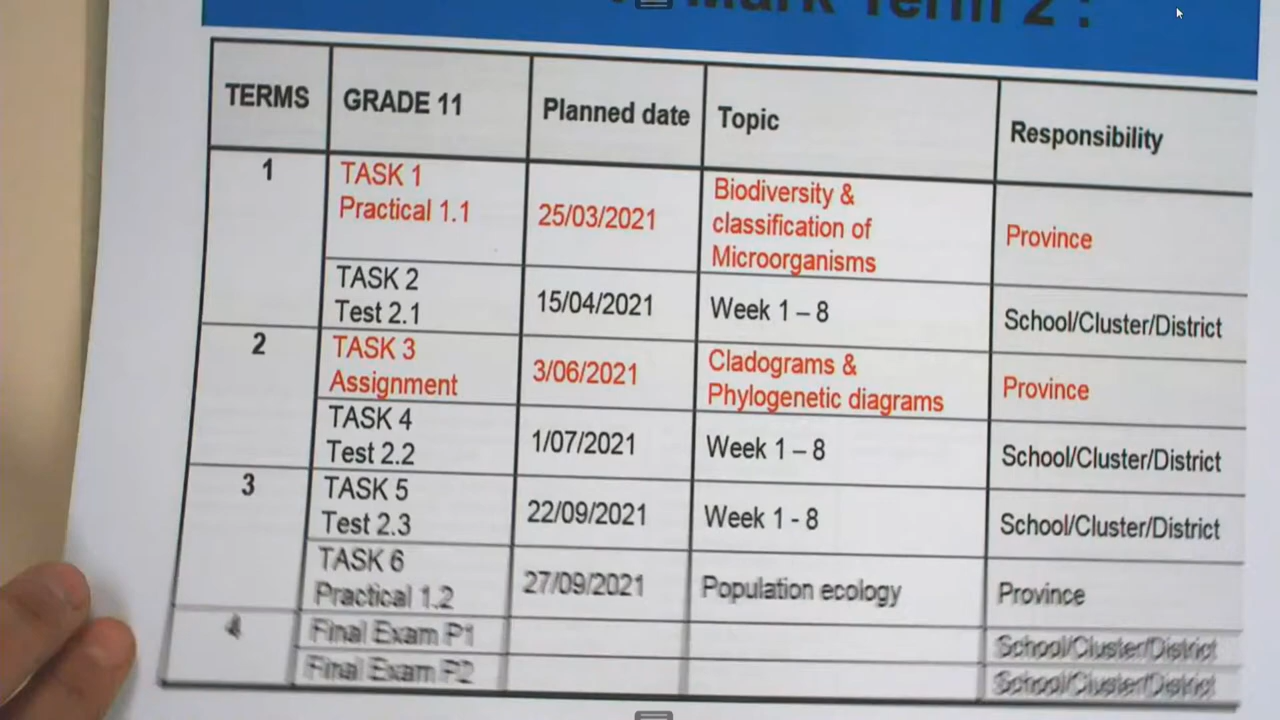 Mark Term 2 :
TERMS GRADE 11 Planned date Topic Responsibility
1 TASK 1
Practical 1.1 25/03/2021 Biodiversity &
classification of
Microorganisms Province
TASK 2
Test 2.1 15/04/2021 Week 1 – 8 School/Cluster/District
2 TASK 3
Assignment 3/06/2021 Cladograms &
Phylogenetic diagrams Province
TASK 4
Test 2.2 1/07/2021 Week 1 – 8 School/Cluster/District
3 TASK 5
Test 2.3 22/09/2021 Week 1 - 8 School/Cluster/District
TASK 6
Practical 1.2 27/09/2021 Population ecology Province
4 Final Exam P1 School/Cluster/District
Final Exam P2 School/Cluster/District